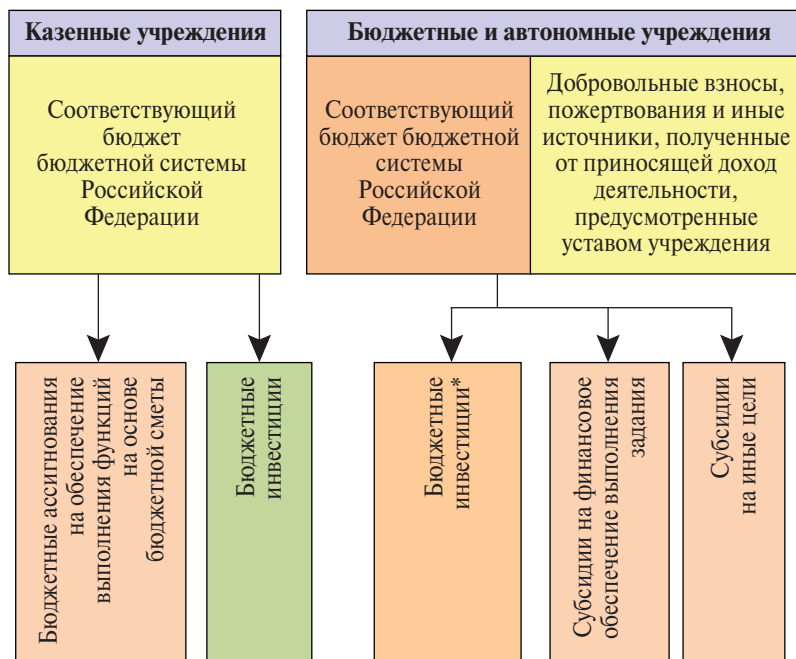 Казенные учреждения
Бюджетные и автономные учреждения
Соответствующий
бюджет
бюджетной системы
Российской
Федерации
Соответствующий
бюджет бюджетной
системы
Российской
Федерации
Добровольные взносы,
пожертвования и иные
источники, полученные
от приносящей доход
деятельности,
предусмотренные
уставом учреждения
Бюджетные ассигнования
на обеспечение
выполнения функций
на основе
бюджетной сметы
Бюджетные
инвестиции
Бюджетные
инвестиции*
Субсидии на финансовое
обеспечение выполнения
задания
Субсидии
на иные цели